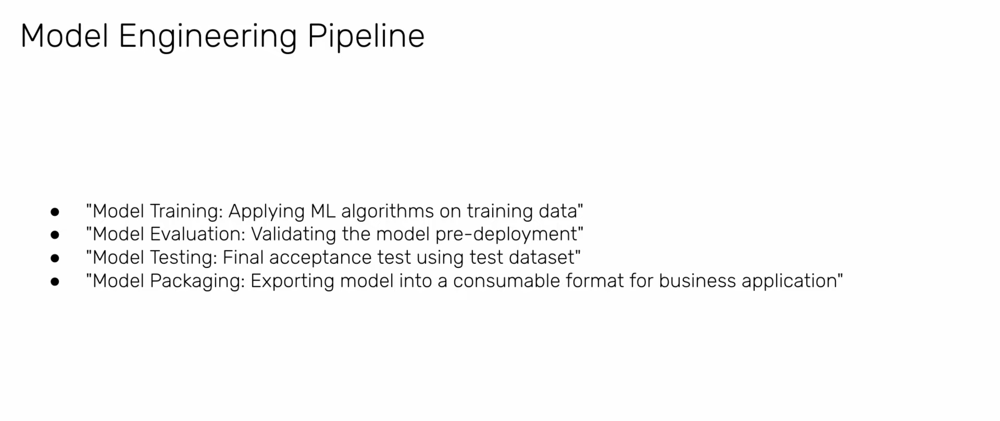 Model Engineering Pipeline
● "Model Training: Applying ML algorithms on training data"
● "Model Evaluation: Validating the model pre-deployment"
● "Model Testing: Final acceptance test using test dataset"
● "Model Packaging: Exporting model into a consumable format for business application"